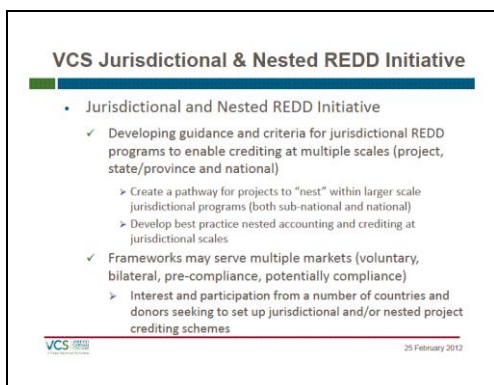 VCS Jurisdictional & Nested REDD Initiative
• Jurisdictional and Nested REDD Initiative
✓ Developing guidance and criteria for jurisdictional REDD
programs to enable crediting at multiple scales (project,
state/province and national)
➢ Create a pathway for projects to “nest” within larger scale
jurisdictional programs (both sub-national and national)
➢ Develop best practice nested accounting and crediting at
jurisdictional scales
✓ Frameworks may serve multiple markets (voluntary,
bilateral, pre-compliance, potentially compliance)
➢ Interest and participation from a number of countries and
donors seeking to set up jurisdictional and/or nested project
crediting schemes
VCS
25 February 2012